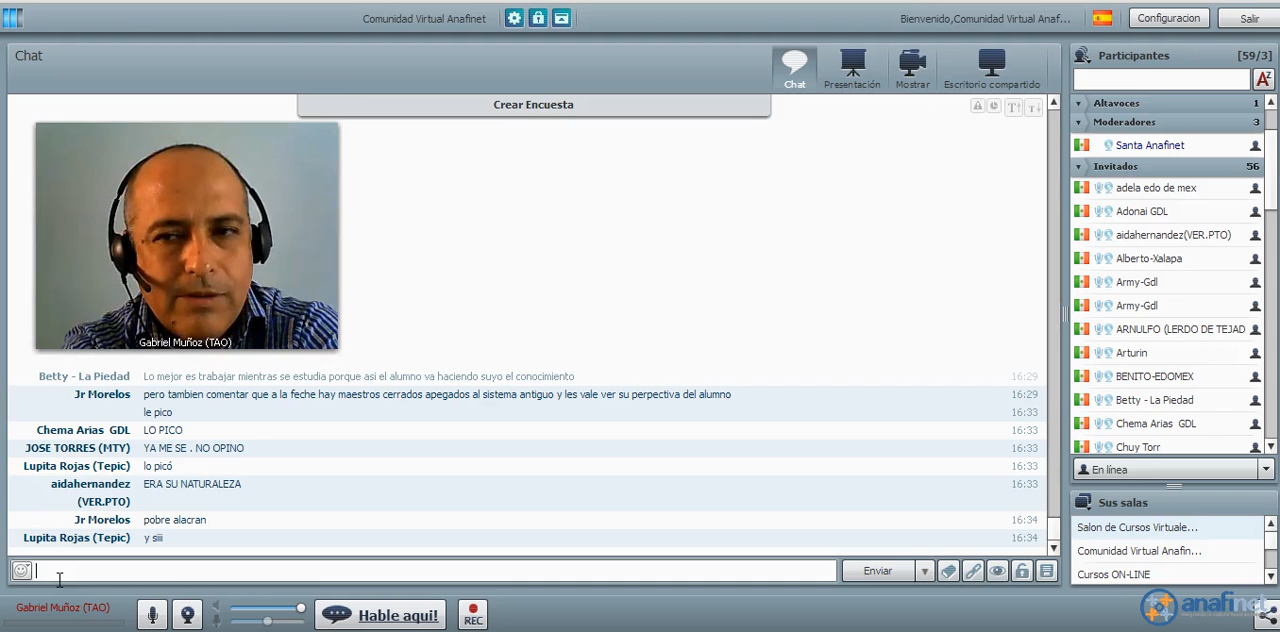 Comunidad Virtual Anafinet
Bienvenido,Comunidad Virtual Anaf...
Configuracion
Salir
Chat
Chat
Presentación
Mostrar
Escritorio compartido
Crear Encuesta
Gabriel Muñoz (TAO)
Betty - La Piedad Lo mejor es trabajar mientras se estudia porque asi el alumno va haciendo suyo el conocimiento 16:29
Jr Morelos pero tambien comentar que a la feche hay maestros cerrados apegados al sistema antiguo y les vale ver su perpectiva del alumno 16:29
le pico 16:33
Chema Arias GDL LO PICO 16:33
JOSE TORRES (MTY) YA ME SE . NO OPINO 16:33
Lupita Rojas (Tepic) lo picó 16:33
aidahernandez ERA SU NATURALEZA 16:33
(VER.PTO)
Jr Morelos pobre alacran 16:34
Lupita Rojas (Tepic) y siii 16:34
Enviar
Gabriel Muñoz (TAO)
Hable aqui!
REC
Participantes [59/3]
AZ
Altavoces 1
Moderadores 3
Santa Anafinet
Invitados 56
adela edo de mex
Adonai GDL
aidahernandez(VER.PTO)
Alberto-Xalapa
Army-Gdl
Army-Gdl
ARNULFO (LERDO DE TEJAD
Arturin
BENITO-EDOMEX
Betty - La Piedad
Chema Arias GDL
Chuy Torr
En línea
Sus salas
Salon de Cursos Virtuale...
Comunidad Virtual Anafin...
Cursos ON-LINE
anafinet